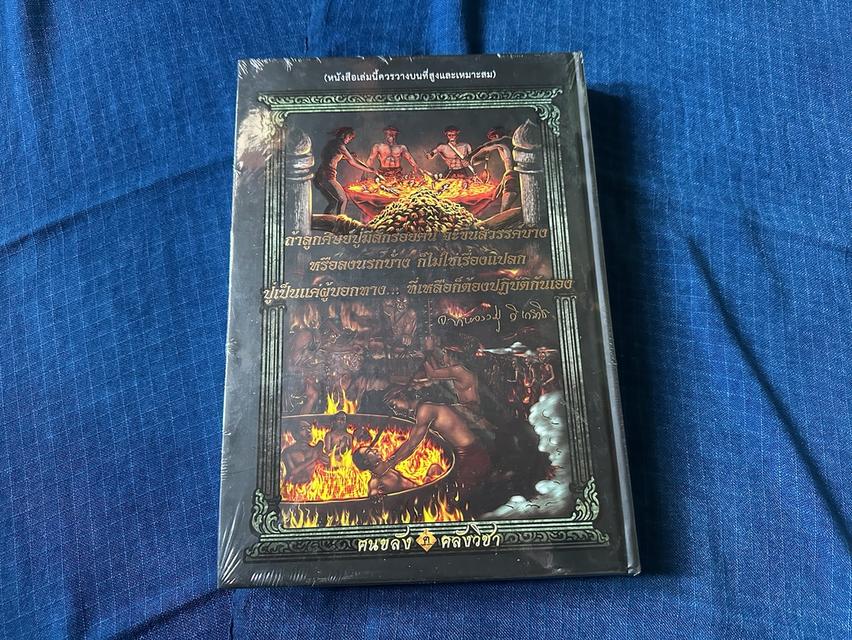 (หนังสือเล่มนี้ควรวางบนที่สูงและเหมาะสม)
ถ้าลูกศิษย์ปู่มีสักร้อยคน จะขึ้นสวรรค์บ้าง
หรือลงนรกบ้าง ก็ไม่ใช่เรื่องแปลก
ปู่เป็นแค่ผู้บอกทาง... ที่เหลือก็ต้องปฏิบัติกันเอง
คนขลัง คลังวิชา